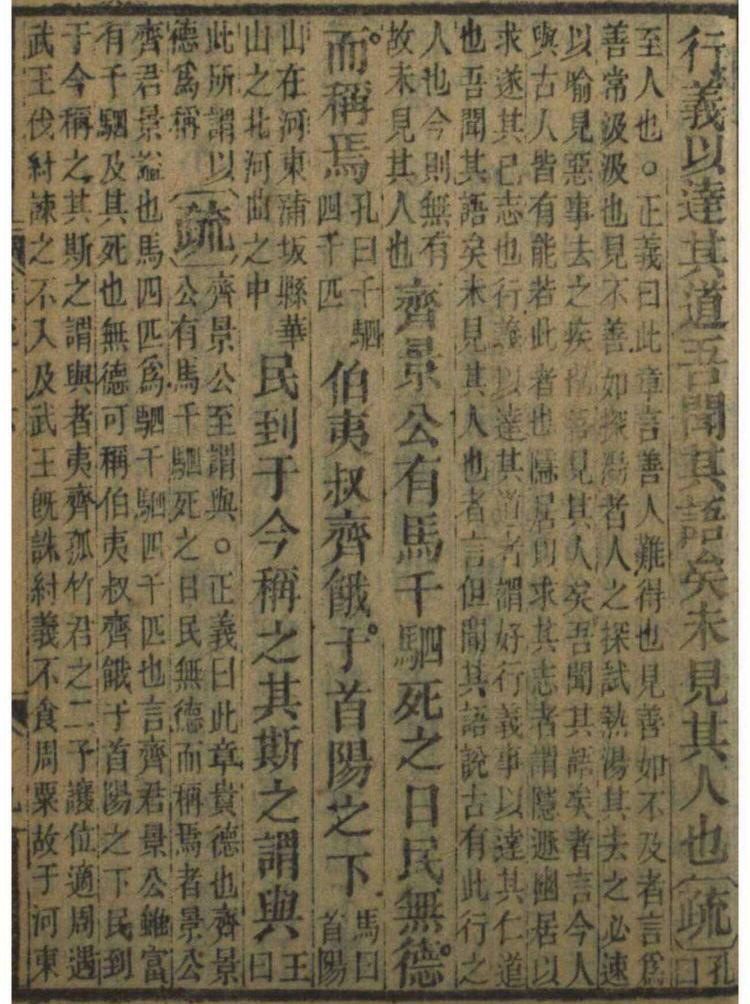 行義以達其道吾聞其語矣未見其人也〔疏〕孔曰
至人也。正義曰此章言善人難得也見善如不及者言爲
善常汲汲也見不善如探湯者人之探試熱湯其去之必速
以喻見惡事去之疾見其人矣吾聞其語矣者言今人
與古人皆有能若此者也隱居以求其志者謂隱遯幽居以
求遂其己志也行義以達其道者謂好行義事以達其仁道
也吾聞其語矣未見其人也者言但聞其語說古有此行之
人也今則無有
故未見其人也
齊景公有馬千駟死之日民無德
而稱焉
孔曰千駟
四千匹
伯夷叔齊餓于首陽之下
馬曰
首陽
山在河東浦坂縣華
山之北河曲之中
民到于今稱之其斯之謂與
王
曰
此所謂以
德爲稱
〔疏〕
齊景公至謂與。正義曰此章貴德也齊景
公有馬千駟死之日民無德而稱焉者景公
齊君景謚也馬四匹爲駟千駟四千匹也言齊君景公雖富
有千駟及其死也無德可稱伯夷叔齊餓于首陽之下民到
于今稱之其斯之謂與者夷齊孤竹君之二子讓位適周遇
武王伐紂諫之不入及武王旣誅紂義不食周粟故于河東